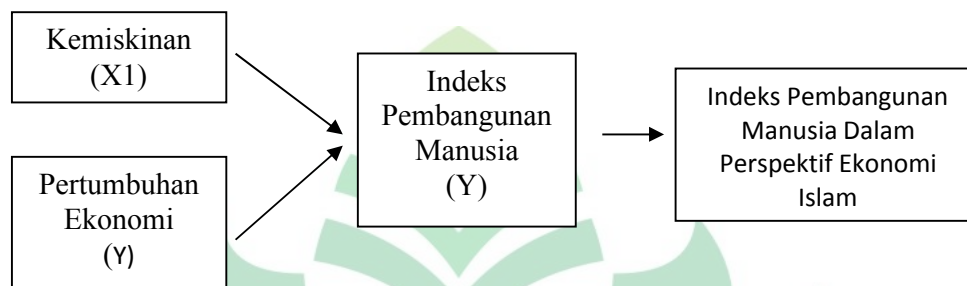 Kemiskinan
(X1)
Pertumbuhan
Ekonomi
(Y)
Indeks
Pembangunan
Manusia
(Y)
Indeks Pembangunan
Manusia Dalam
Perspektif Ekonomi
Islam